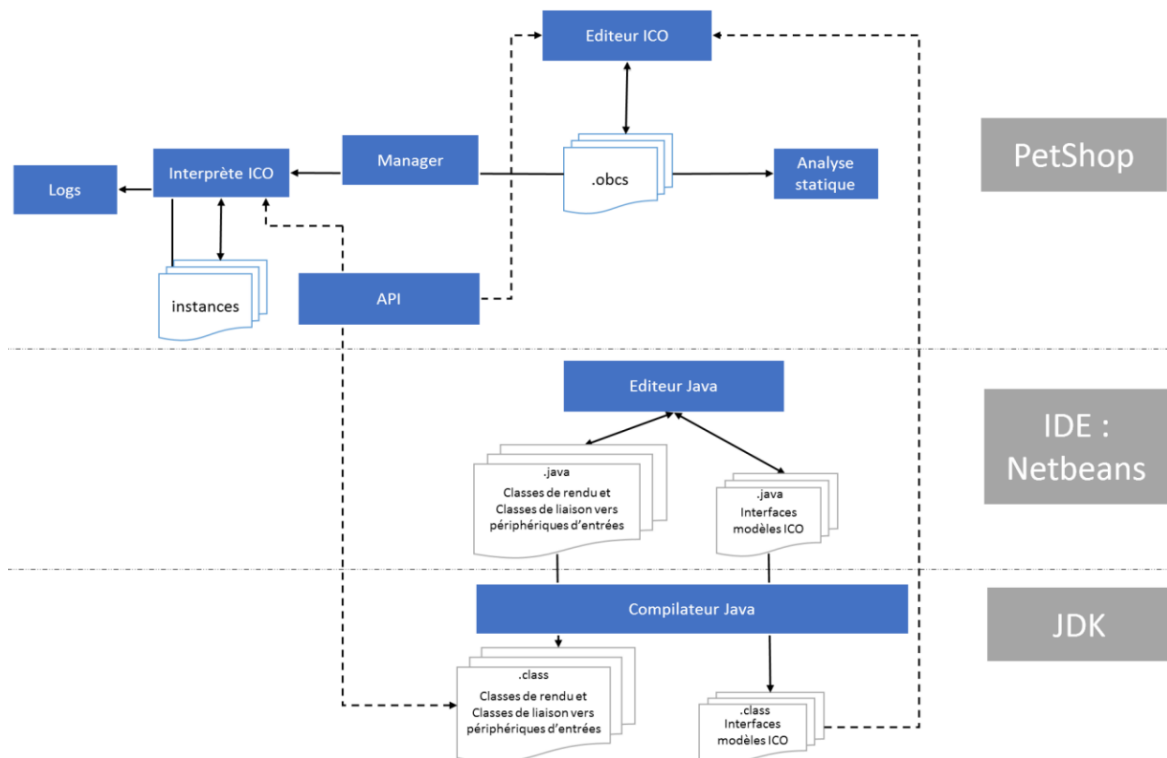 Editeur ICO
PetShop
Manager
Interprète ICO
Logs
.obcs
Analyse
statique
instances
API
Editeur Java
IDE :
Netbeans
.java
Classes de rendu et
Classes de liaison vers
périphériques d'entrées
.java
Interfaces
modèles ICO
Compilateur Java
JDK
.class
Classes de rendu et
Classes de liaison vers
périphériques d'entrées
.class
Interfaces
modèles ICO